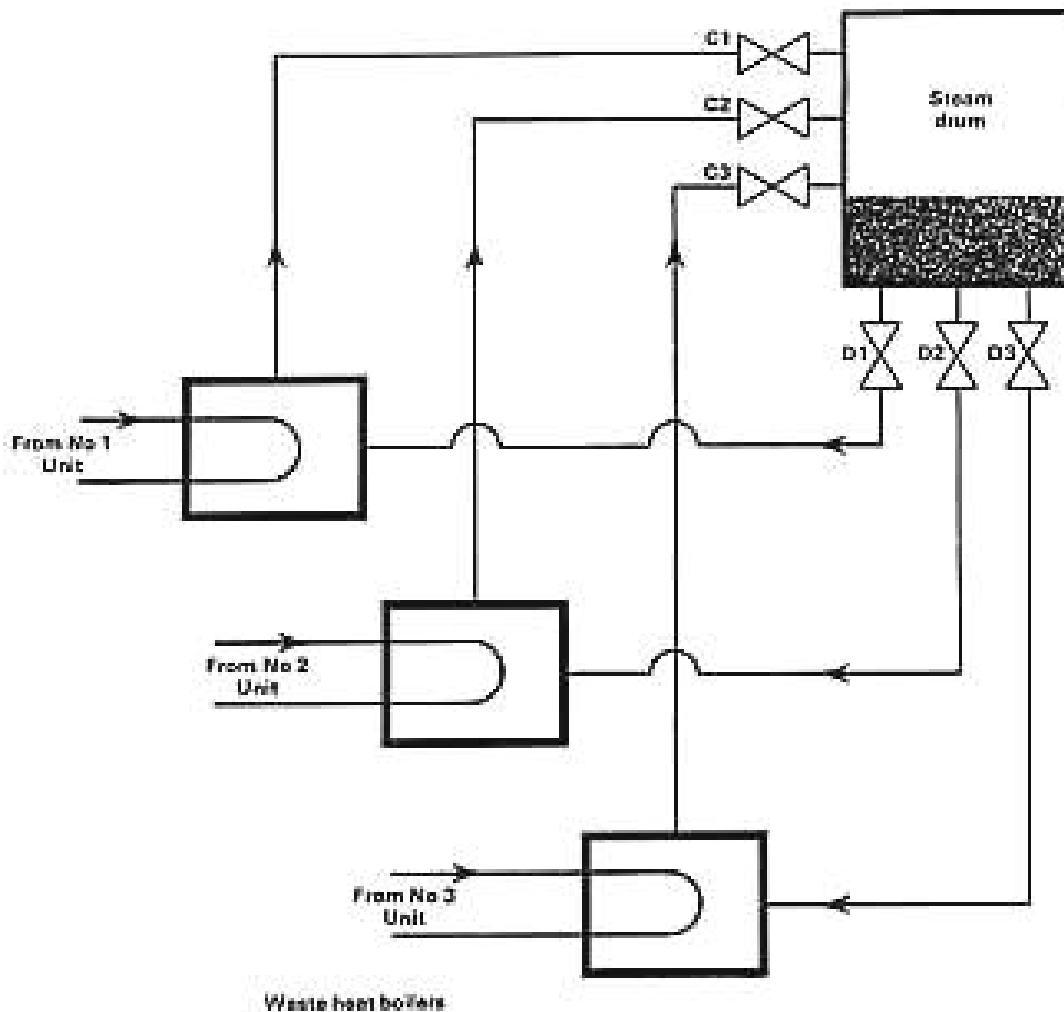 C1
C2
C3
Steam
drum
D1 D2 D3
From No 1
Unit
From No 2
Unit
From No 3
Unit
Waste heat boilers